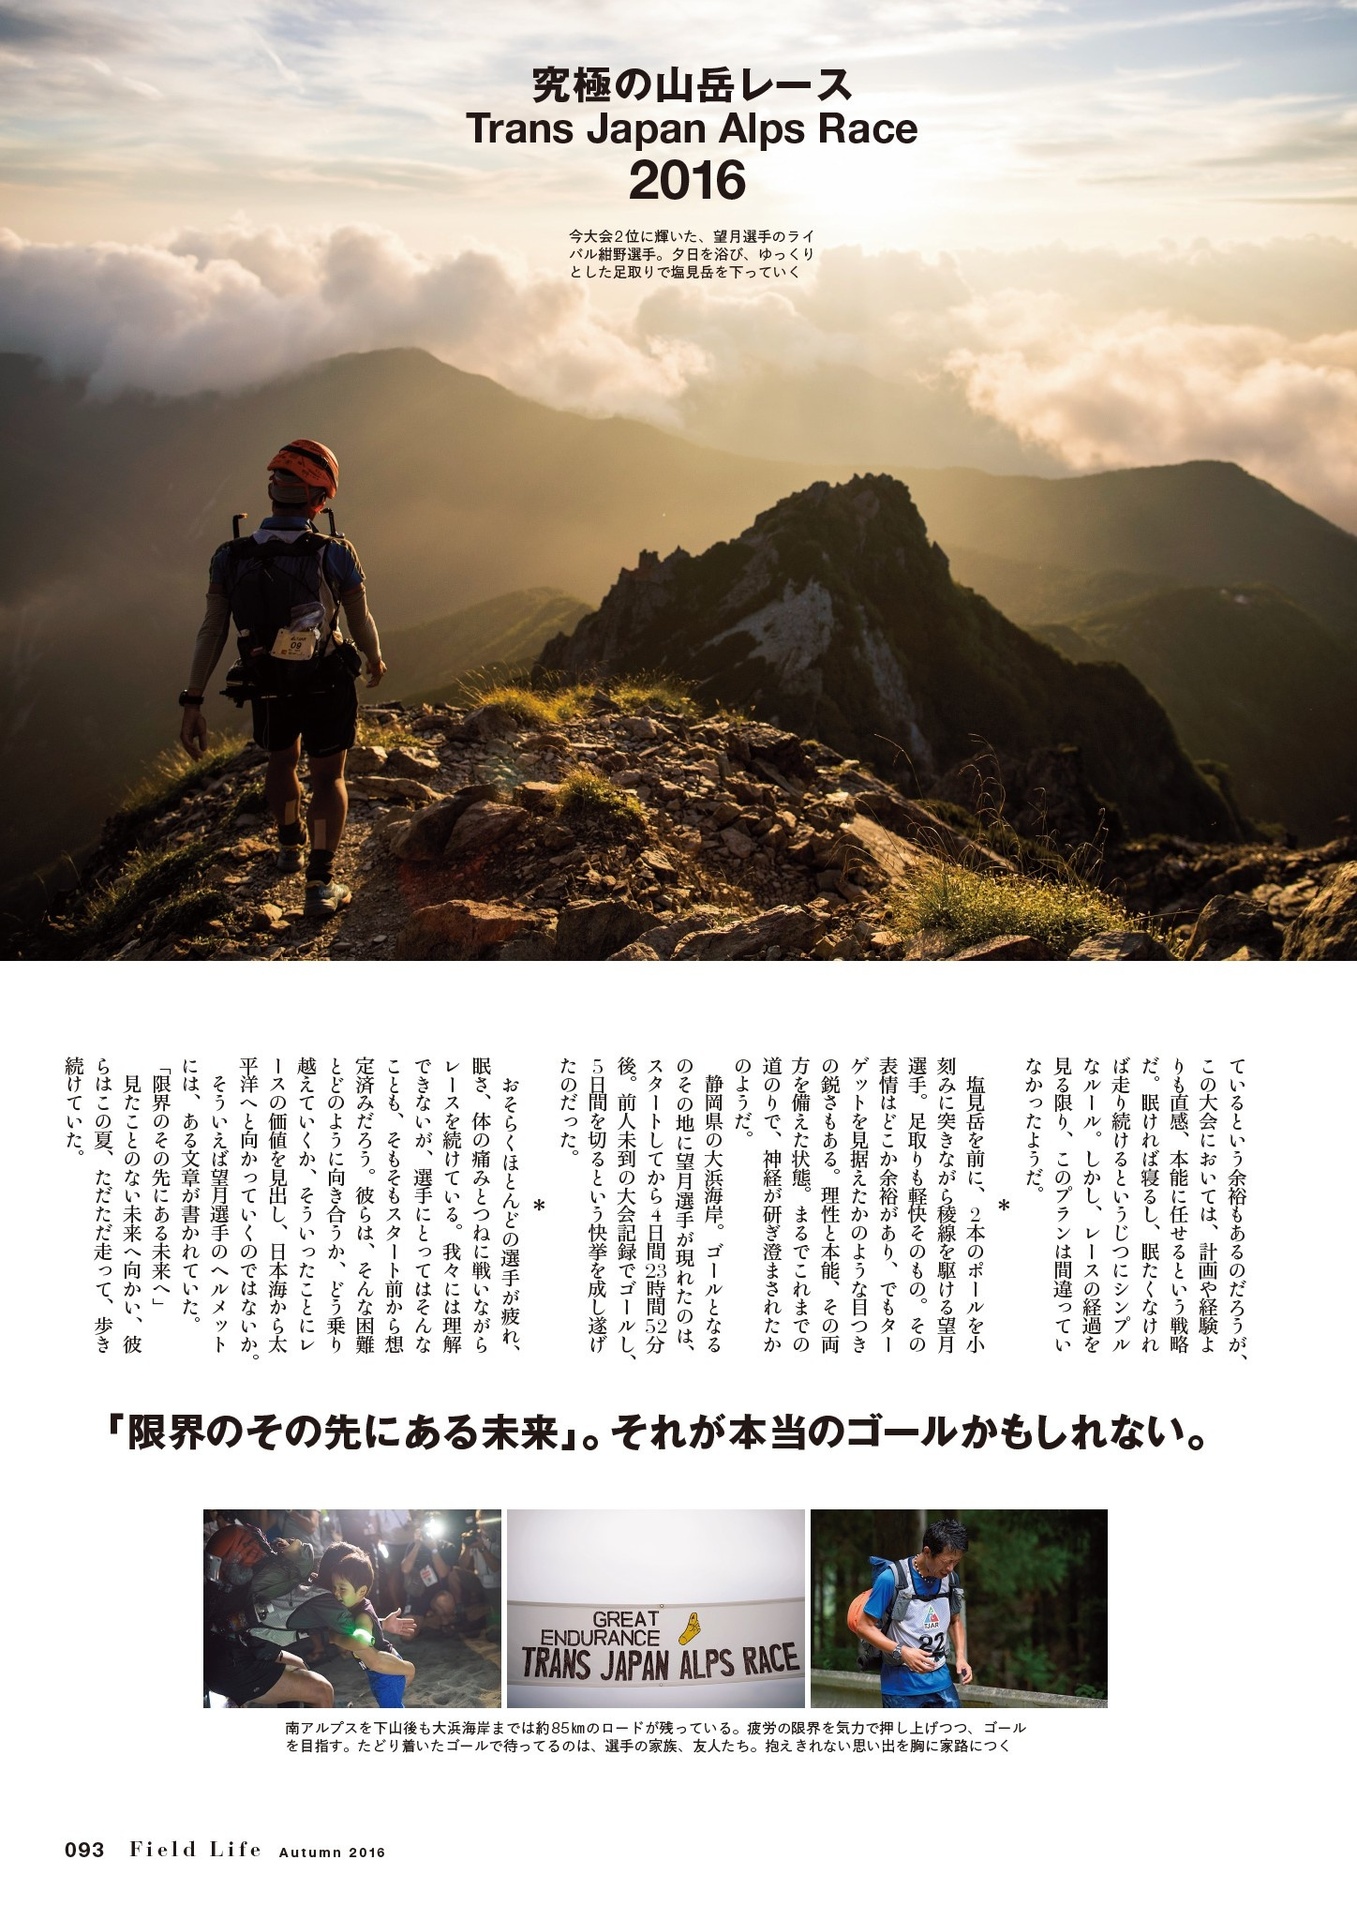 究極の山岳レース
Trans Japan Alps Race
2016
今大会2位に輝いた、望月選手のライ
バル紺野選手。夕日を浴び、ゆっくり
とした足取りで塩見岳を下っていく
09
ているという余裕もあるのだろうが、
この大会においては、計画や経験よ
りも直感、本能に任せるという戦略
だ。眠ければ寝るし、眠たくなけれ
ば走り続けるというじつにシンプル
なルール。しかし、レースの経過を
見る限り、このプランは間違ってい
なかったようだ。
*
塩見岳を前に、2本のポールを小
刻みに突きながら稜線を駆ける望月
選手。足取りも軽快そのもの。その
表情はどこか余裕があり、でもター
ゲットを見据えたかのような目つき
の鋭さもある。理性と本能、その両
方を備えた状態。まるでこれまでの
道のりで、神経が研ぎ澄まされたか
のようだ。
静岡県の大浜海岸。ゴールとなる
のその地に望月選手が現れたのは、
スタートしてから4日間23時間52分
後。前人未到の大会記録でゴールし、
5日間を切るという快挙を成し遂げ
たのだった。
*
おそらくほとんどの選手が疲れ、
眠さ、体の痛みとつねに戦いながら
レースを続けている。我々には理解
できないが、選手にとってはそんな
ことも、そもそもスタート前から想
定済みだろう。彼らは、そんな困難
とどのように向き合うか、どう乗り
越えていくか、そういったことにレ
ースの価値を見出し、日本海から太
平洋へと向かっていくのではないか。
そういえば望月選手のヘルメット
には、ある文章が書かれていた。
「限界のその先にある未来へ」
見たことのない未来へ向かい、彼
らはこの夏、ただただ走って、歩き
続けていた。
「限界のその先にある未来」。それが本当のゴールかもしれない。
GREAT
ENDURANCE
TRANS JAPAN ALPS RACE
TJAR
22
南アルプスを下山後も大浜海岸までは約85㎞のロードが残っている。疲労の限界を気力で押し上げつつ、ゴール
を目指す。たどり着いたゴールで待ってるのは、選手の家族、友人たち。抱えきれない思い出を胸に家路につく
093 Field Life Autumn 2016